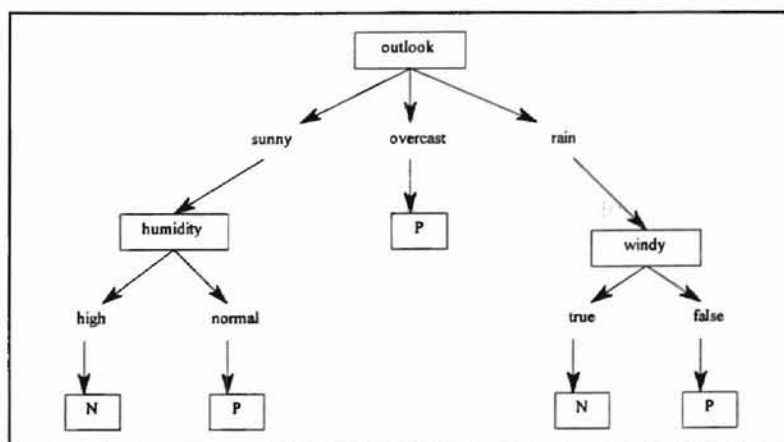 outlook
sunny overcast rain
humidity P windy
high normal true false
N P N P